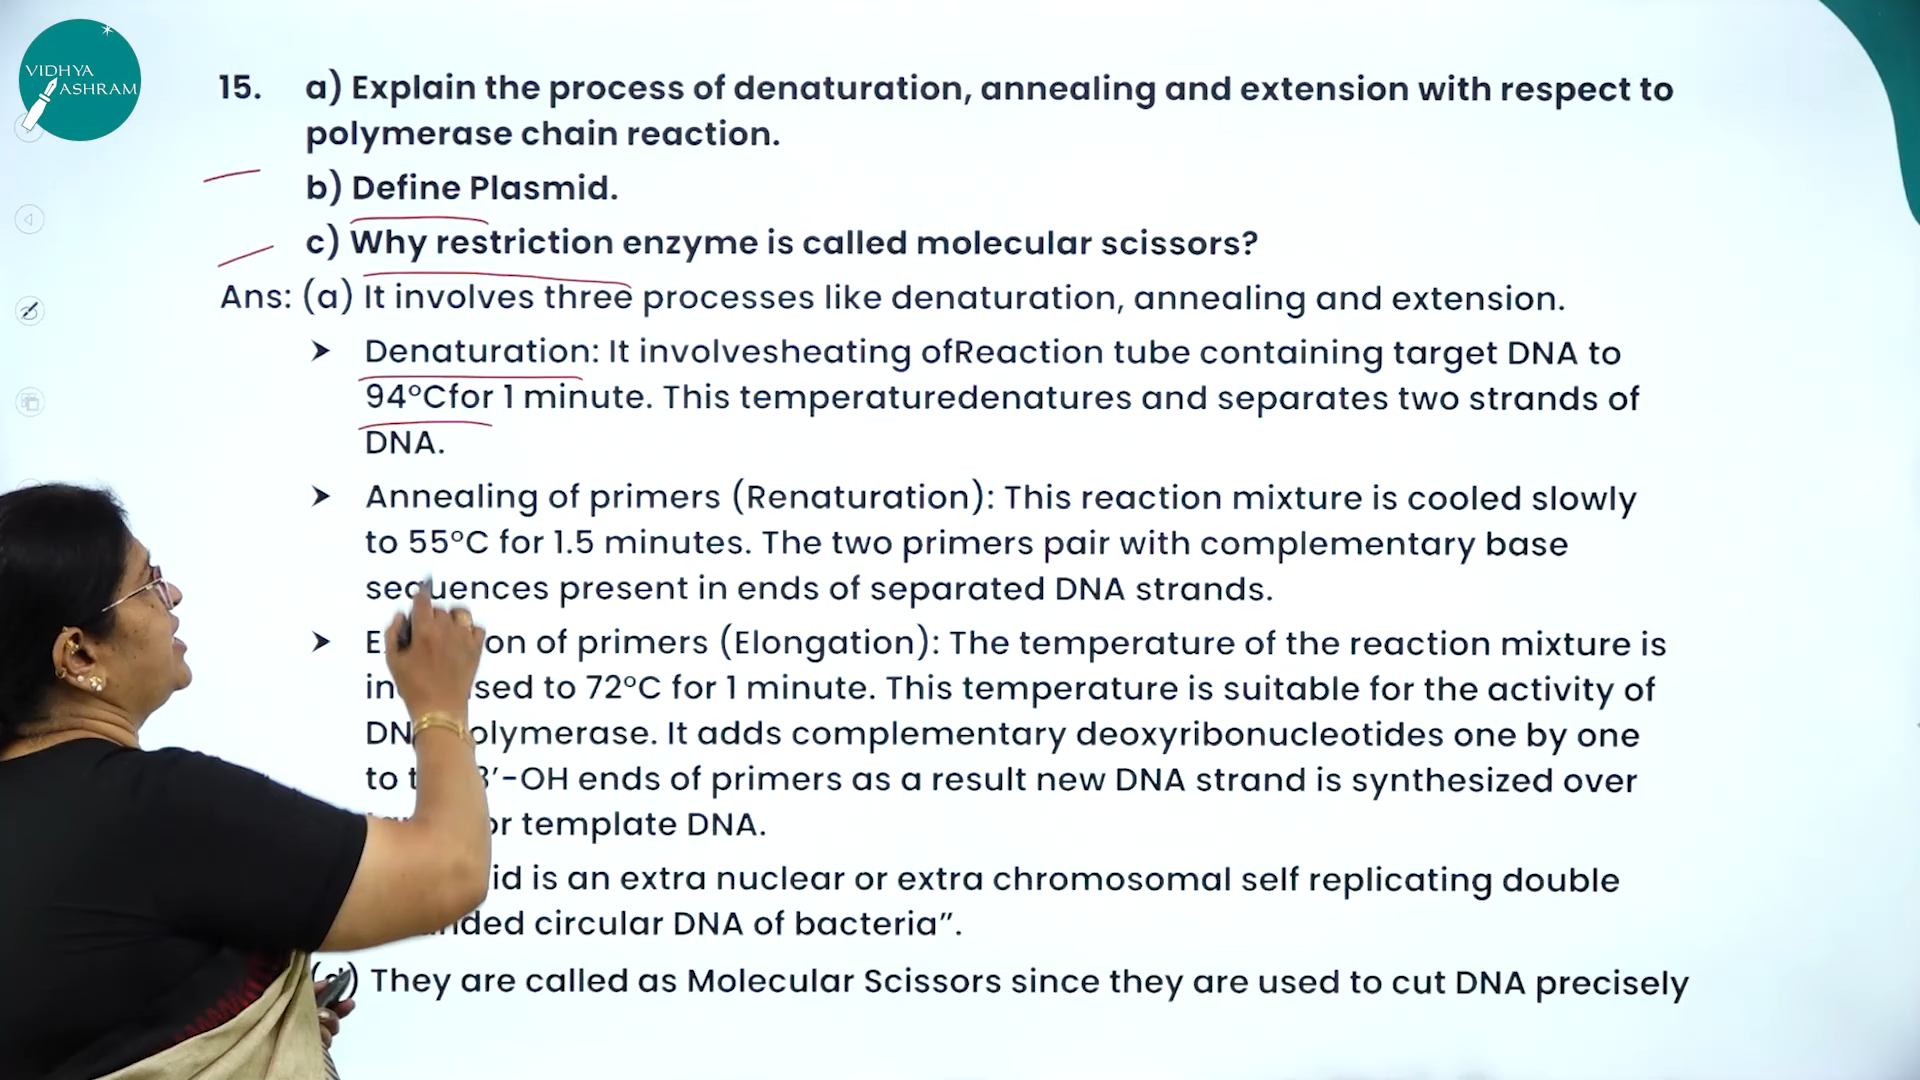 VIDHYA
ASHRAM
15. a) Explain the process of denaturation, annealing and extension with respect to
polymerase chain reaction.
b) Define Plasmid.
c) Why restriction enzyme is called molecular scissors?
Ans: (a) It involves three processes like denaturation, annealing and extension.
➤ Denaturation: It involvesheating ofReaction tube containing target DNA to
94°Cfor 1 minute. This temperaturedenatures and separates two strands of
DNA.
➤ Annealing of primers (Renaturation): This reaction mixture is cooled slowly
to 55°C for 1.5 minutes. The two primers pair with complementary base
sequences present in ends of separated DNA strands.
➤ of primers (Elongation): The temperature of the reaction mixture is
to 72°C for 1 minute. This temperature is suitable for the activity of
It adds complementary deoxyribonucleotides one by one
to 3’-OH ends of primers as a result new DNA strand is synthesized over
or template DNA.
is an extra nuclear or extra chromosomal self replicating double
circular DNA of bacteria”.
They are called as Molecular Scissors since they are used to cut DNA precisely